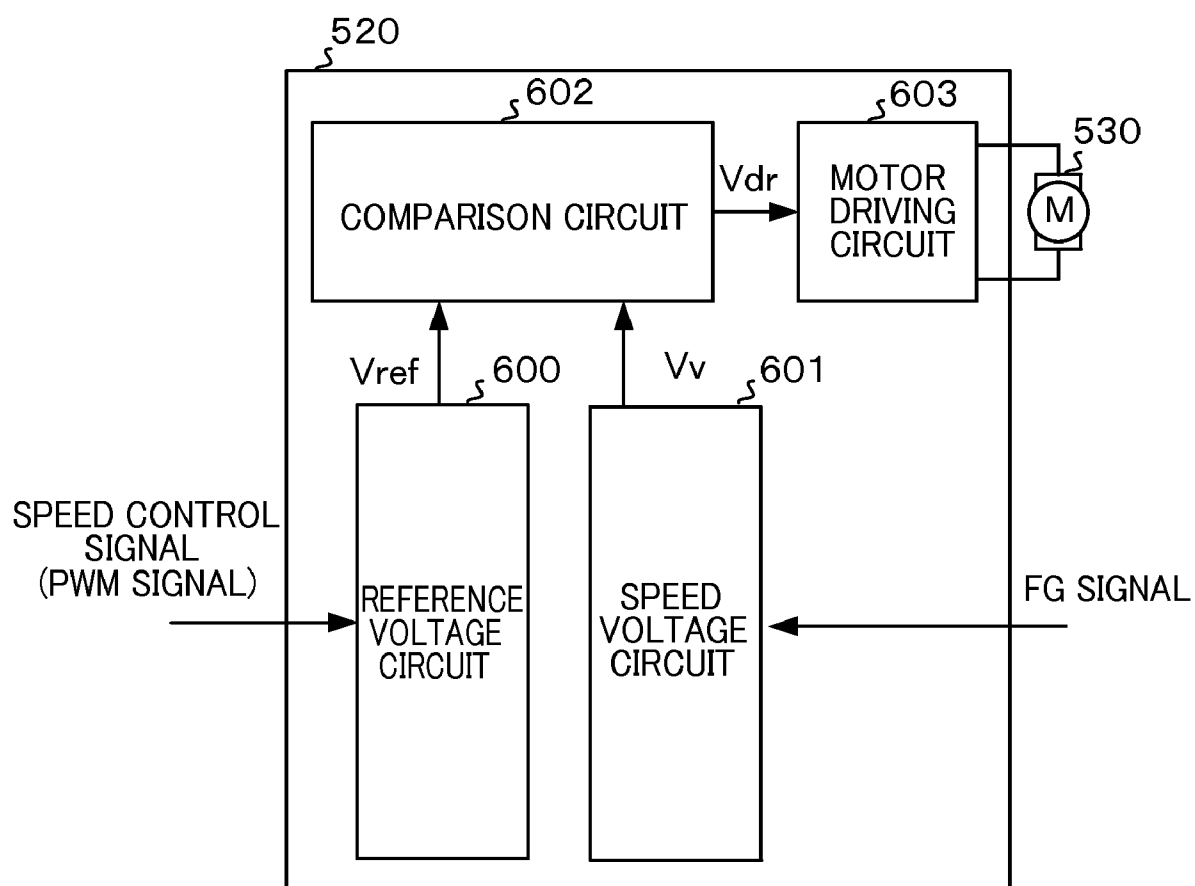 520
602
603
530
COMPARISON CIRCUIT
Vdr
MOTOR
DRIVING
CIRCUIT
M
Vref
600
Vv
601
SPEED CONTROL
SIGNAL
(PWM SIGNAL)
REFERENCE
VOLTAGE
CIRCUIT
SPEED
VOLTAGE
CIRCUIT
FG SIGNAL